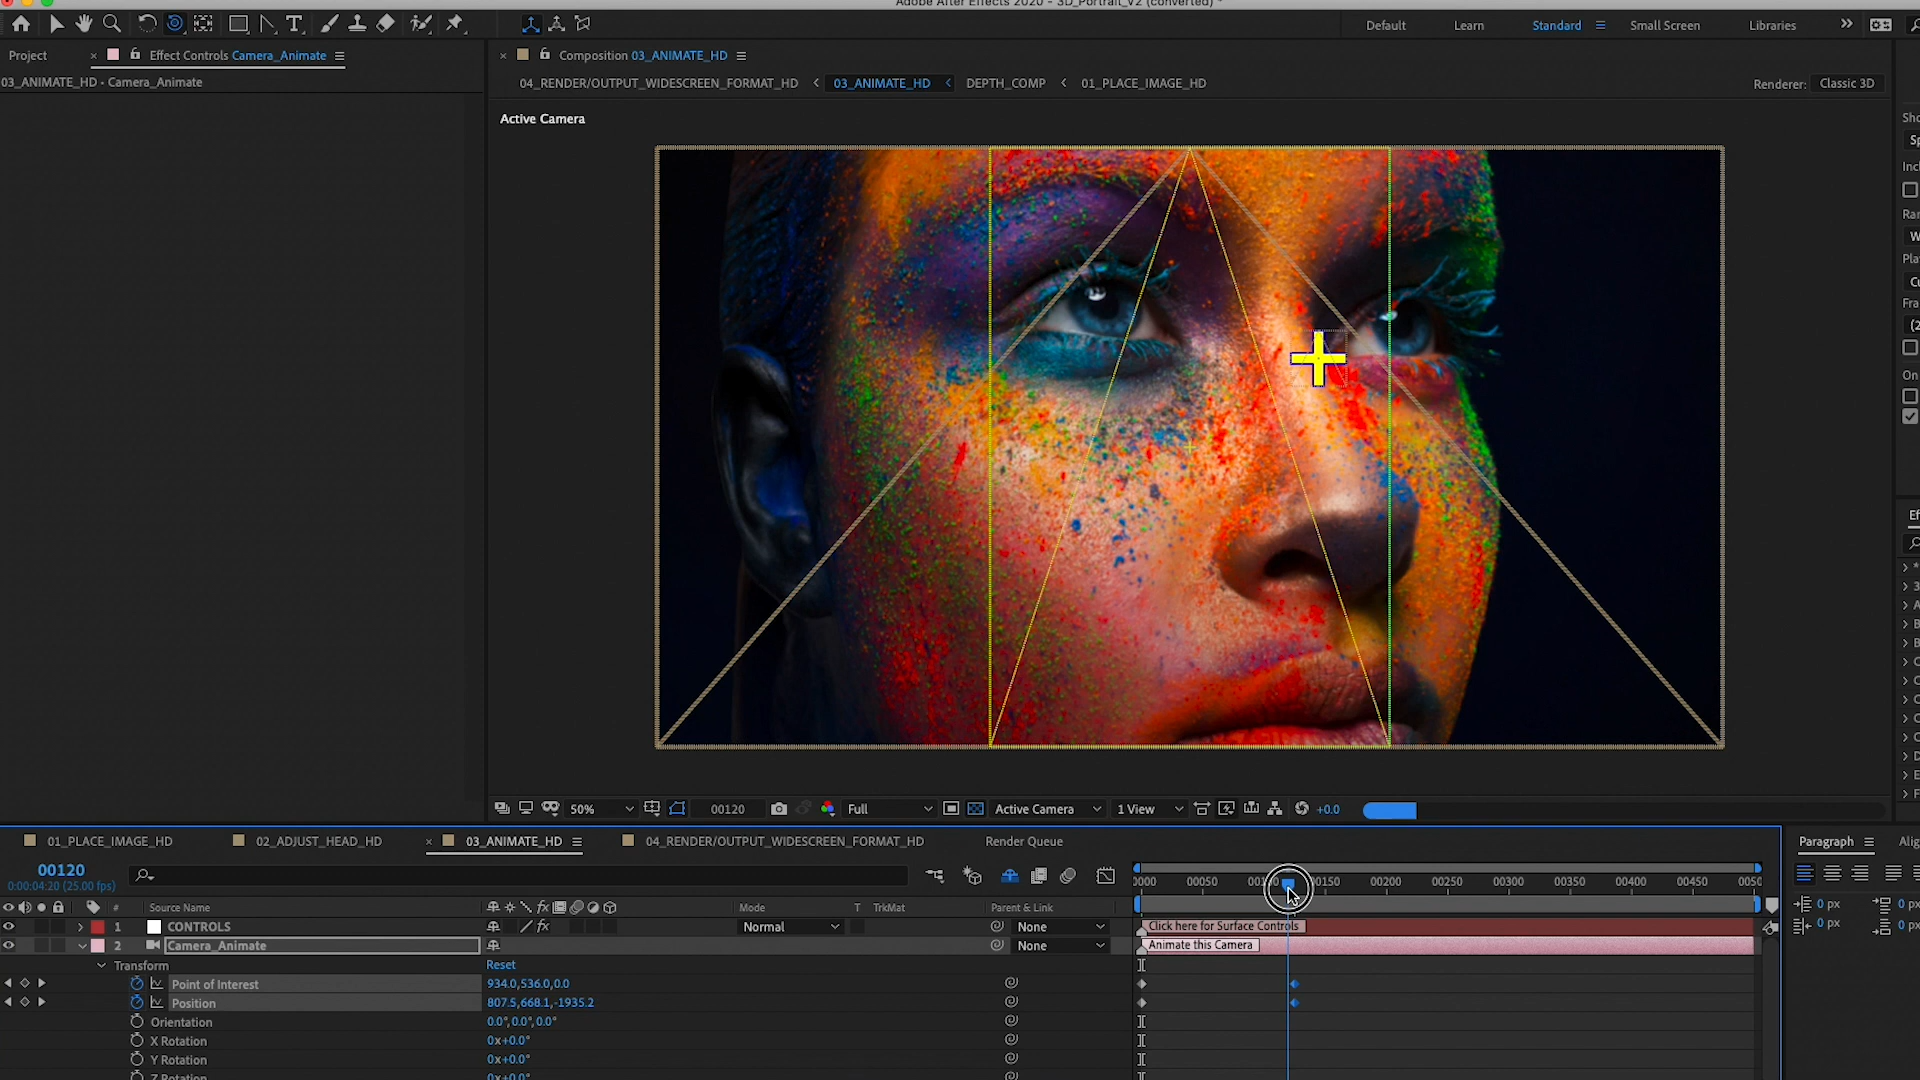 Adobe After Effects 2020 - 3D_Portrait_V2 (converted) *
Default
Learn
Standard
Small Screen
Libraries
Project
Effect Controls Camera_Animate
Composition 03_ANIMATE_HD
03_ANIMATE_HD • Camera_Animate
04_RENDER/OUTPUT_WIDESCREEN_FORMAT_HD
03_ANIMATE_HD
DEPTH_COMP
01_PLACE_IMAGE_HD
Renderer: Classic 3D
Active Camera
50%
00120
Full
Active Camera
1 View
+0.0
01_PLACE_IMAGE_HD
02_ADJUST_HEAD_HD
03_ANIMATE_HD
04_RENDER/OUTPUT_WIDESCREEN_FORMAT_HD
Render Queue
Paragraph
00120
0:00:04:20 (25.00 fps)
00050
00150
00200
00250
00300
00350
00400
00450
# Source Name
Mode
T TrkMat
Parent & Link
1 CONTROLS
Normal
None
Click here for Surface Controls
2 Camera_Animate
None
Animate this Camera
Transform
Reset
Point of Interest
934.0,536.0,0.0
Position
807.5,668.1,-1935.2
Orientation
0.0°,0.0°,0.0°
X Rotation
0x+0.0°
Y Rotation
0x+0.0°
Z Rotation
0x+0.0°
0 px
0 px